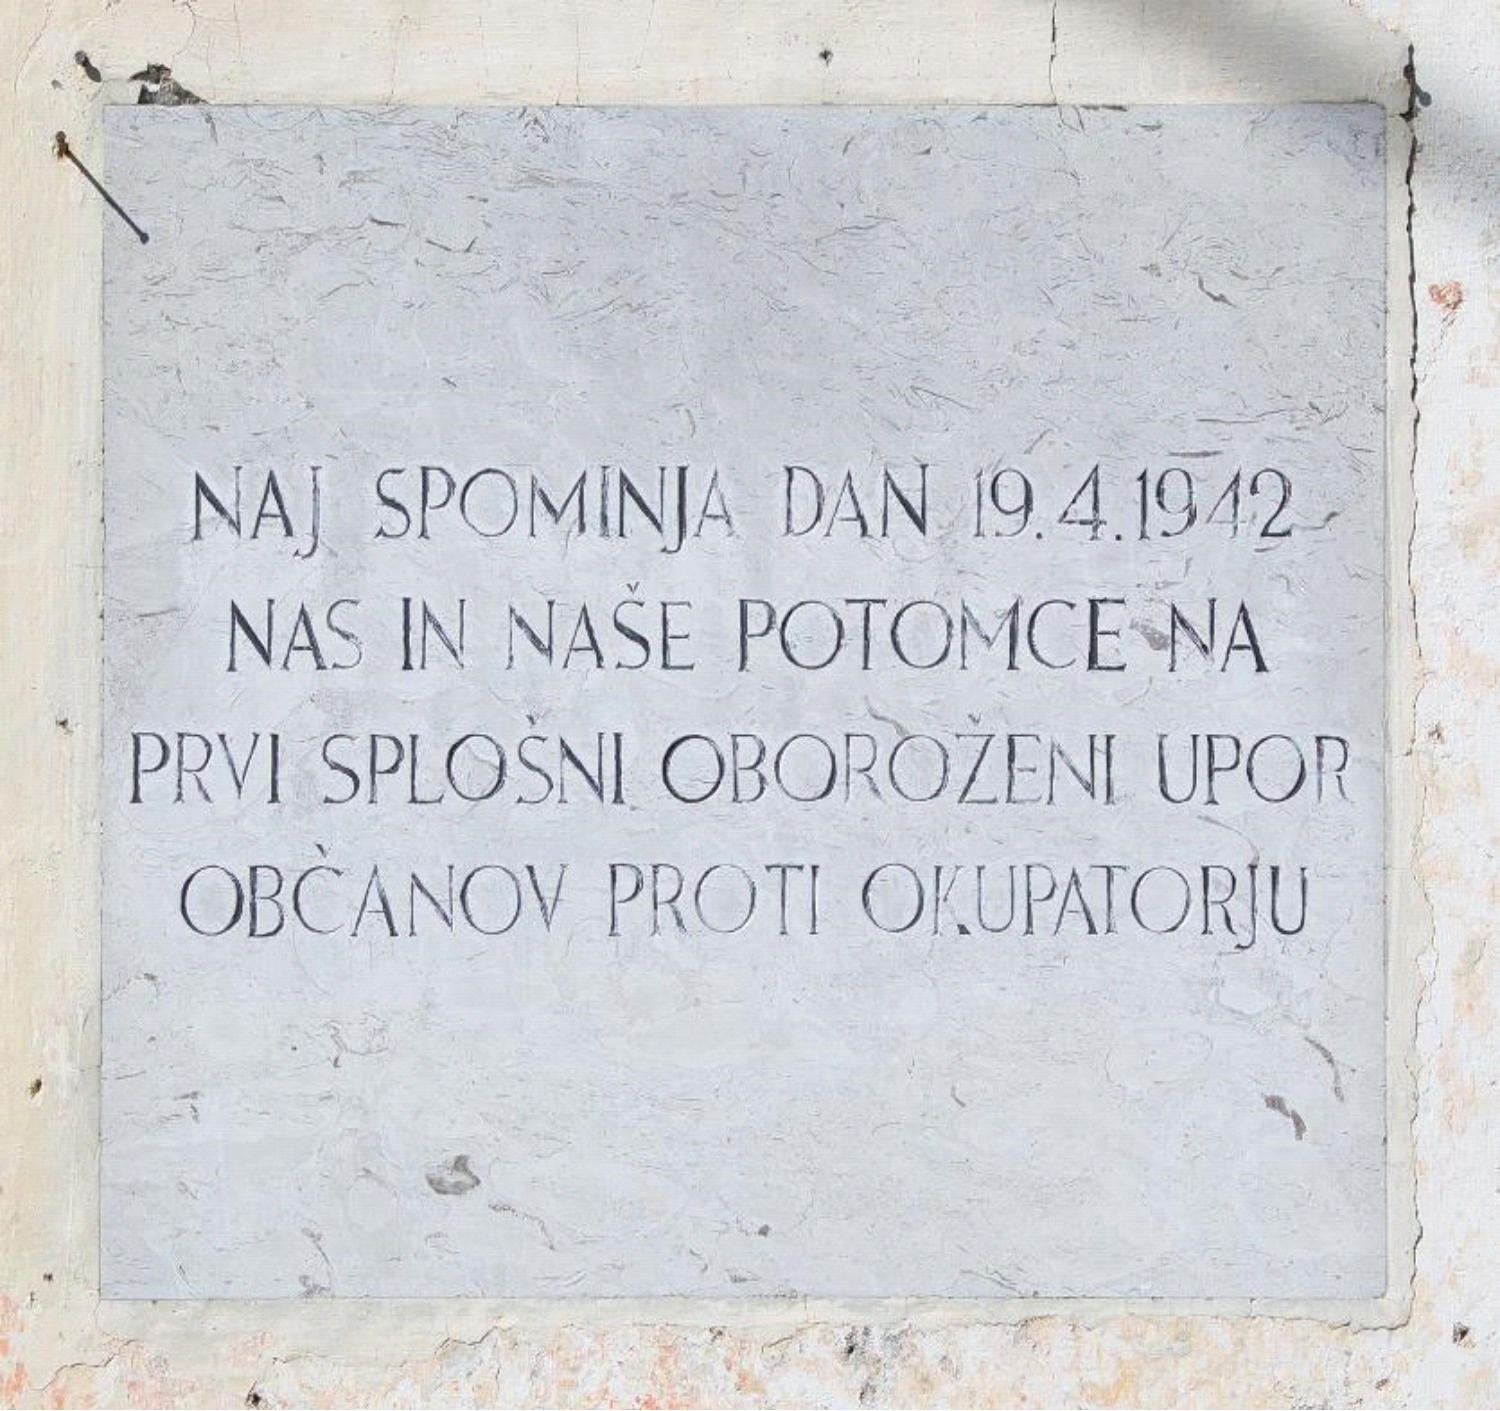 NAJ SPOMINJA DAN 19.4.1942
NAS IN NAŠE POTOMCE NA
PRVI SPLOŠNI OBOROŽENI UPOR
OBČANOV PROTI OKUPATORJU